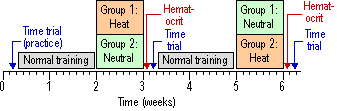 Time trial
(practice)
Group 1:
Heat
Hemat-
ocrit
Time
trial
Group 1:
Neutral
Hemat-
ocrit
Time
trial
Normal training
Group 2:
Neutral
Normal training
Group 2:
Heat
0 1 2 3 4 5 6
Time (weeks)